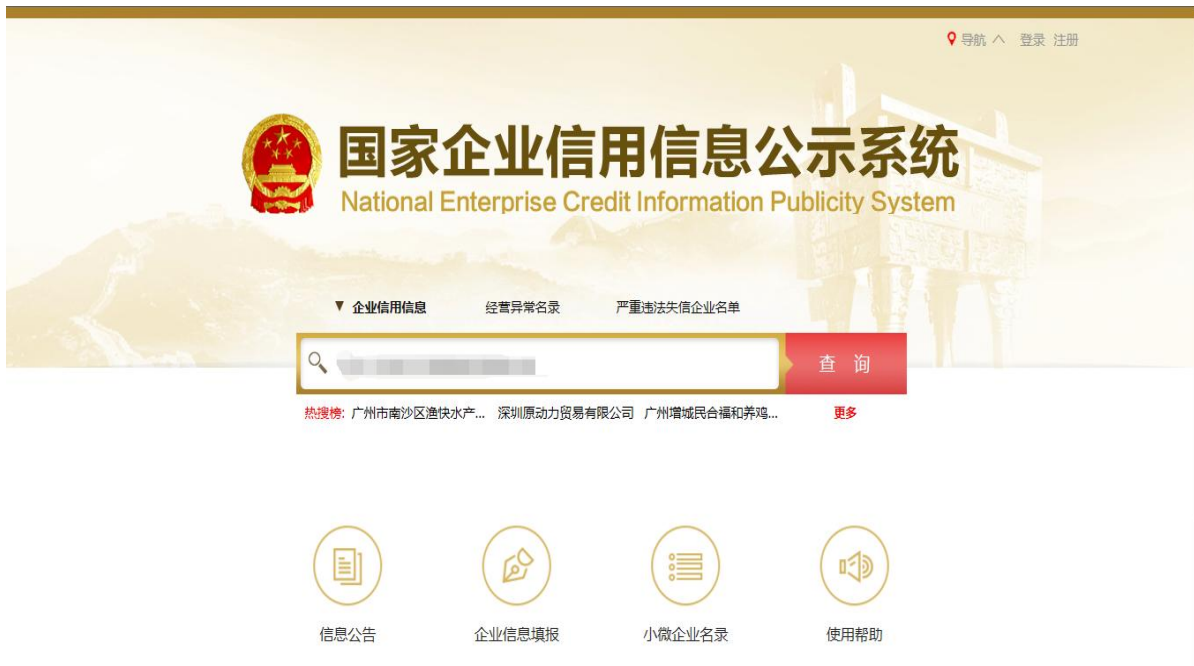 导航 登录 注册
国家企业信用信息公示系统
National Enterprise Credit Information Publicity System
企业信用信息 经营异常名录 严重违法失信企业名单
查 询
热搜榜: 广州市南沙区渔快水产... 深圳原动力贸易有限公司 广州增城民合福和养鸡... 更多
信息公告 企业信息填报 小微企业名录 使用帮助